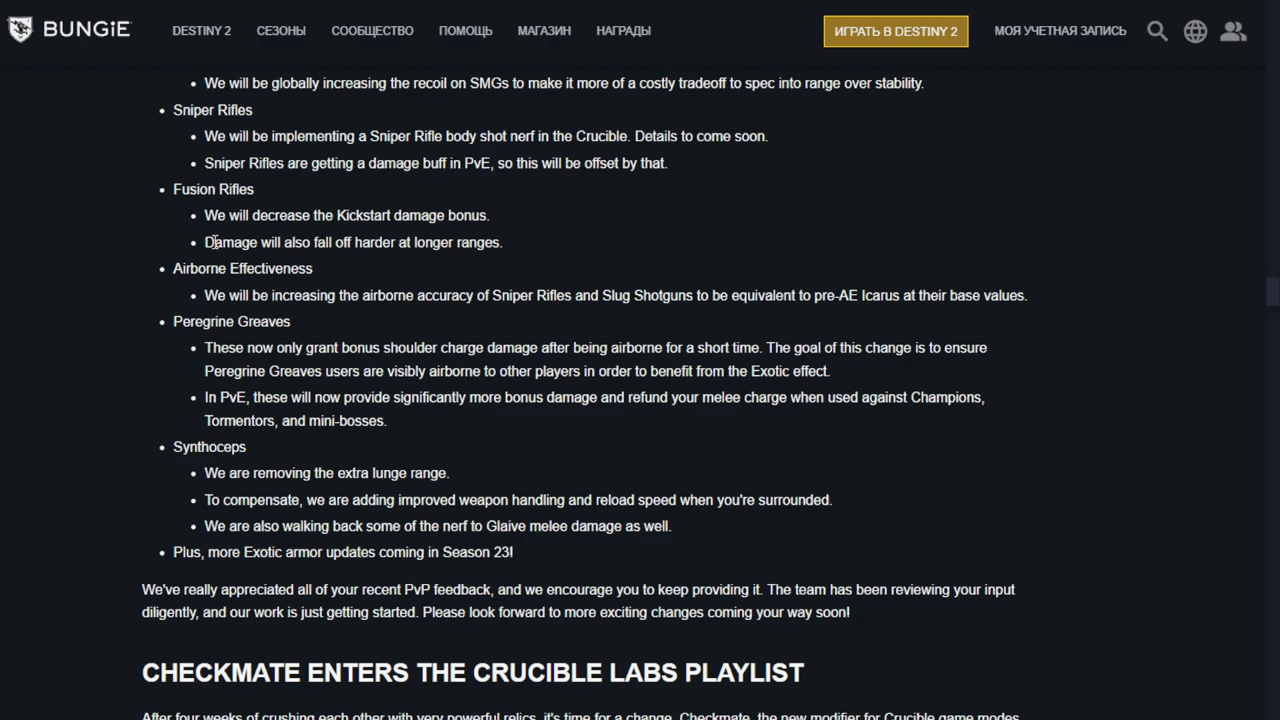 BUNGiE DESTINY 2 СЕЗОНЫ СООБЩЕСТВО ПОМОЩЬ МАГАЗИН НАГРАДЫ ИГРАТЬ В DESTINY 2 МОЯ УЧЕТНАЯ ЗАПИСЬ
• We will be globally increasing the recoil on SMGs to make it more of a costly tradeoff to spec into range over stability.
• Sniper Rifles
• We will be implementing a Sniper Rifle body shot nerf in the Crucible. Details to come soon.
• Sniper Rifles are getting a damage buff in PvE, so this will be offset by that.
• Fusion Rifles
• We will decrease the Kickstart damage bonus.
• Damage will also fall off harder at longer ranges.
• Airborne Effectiveness
• We will be increasing the airborne accuracy of Sniper Rifles and Slug Shotguns to be equivalent to pre-AE Icarus at their base values.
• Peregrine Greaves
• These now only grant bonus shoulder charge damage after being airborne for a short time. The goal of this change is to ensure
Peregrine Greaves users are visibly airborne to other players in order to benefit from the Exotic effect.
• In PvE, these will now provide significantly more bonus damage and refund your melee charge when used against Champions,
Tormentors, and mini-bosses.
• Synthoceps
• We are removing the extra lunge range.
• To compensate, we are adding improved weapon handling and reload speed when you're surrounded.
• We are also walking back some of the nerf to Glaive melee damage as well.
• Plus, more Exotic armor updates coming in Season 23!
We've really appreciated all of your recent PvP feedback, and we encourage you to keep providing it. The team has been reviewing your input
diligently, and our work is just getting started. Please look forward to more exciting changes coming your way soon!
CHECKMATE ENTERS THE CRUCIBLE LABS PLAYLIST
After four weeks of crushing each other with very powerful relics, it's time for a change. Checkmate, the new modifier for Crucible game modes